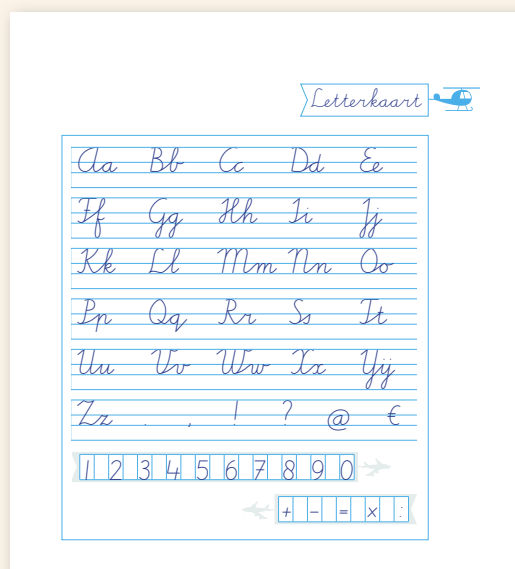 Letterkaart
Aa Bb Cc Dd Ee
Ff Gg Hh Ii Jj
Kk Ll Mm Nn Oo
Pp Qq Rr Ss Tt
Uu Vv Ww Xx IJij
Zz . , ! ? @ €
1 2 3 4 5 6 7 8 9 0
+ - = x :